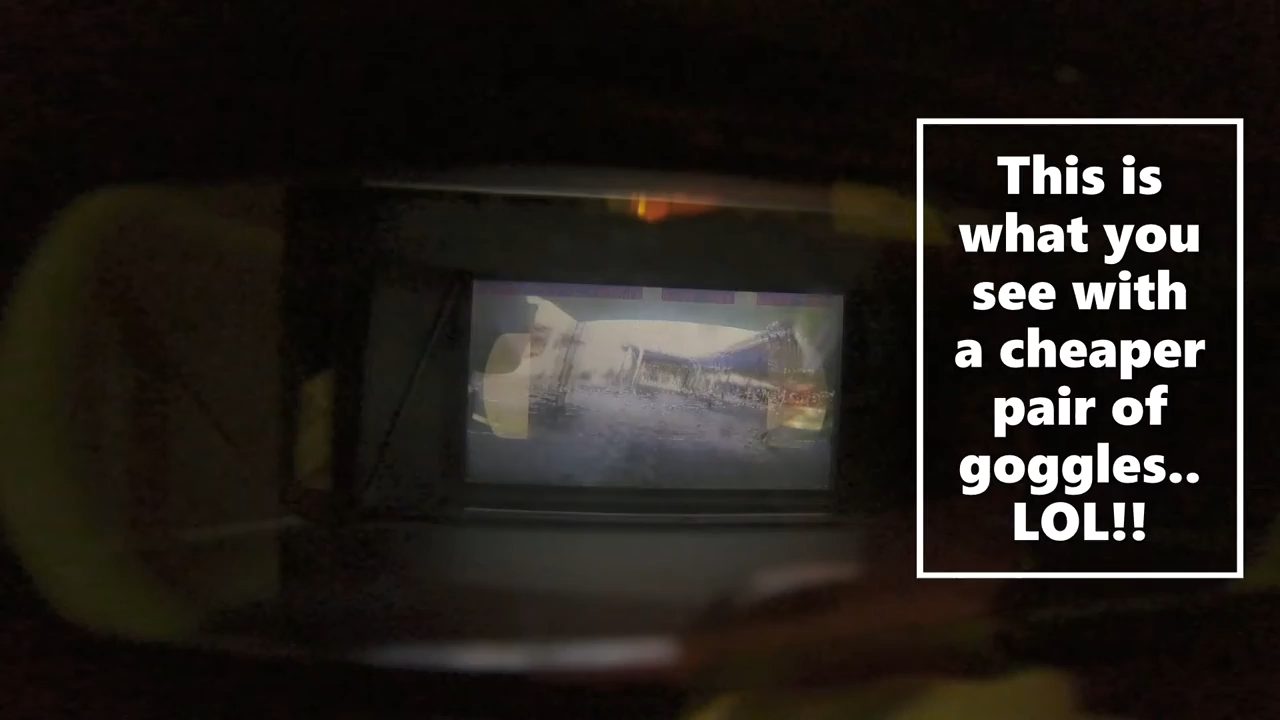 This is
what you
see with
a cheaper
pair of
goggles..
LOL!!